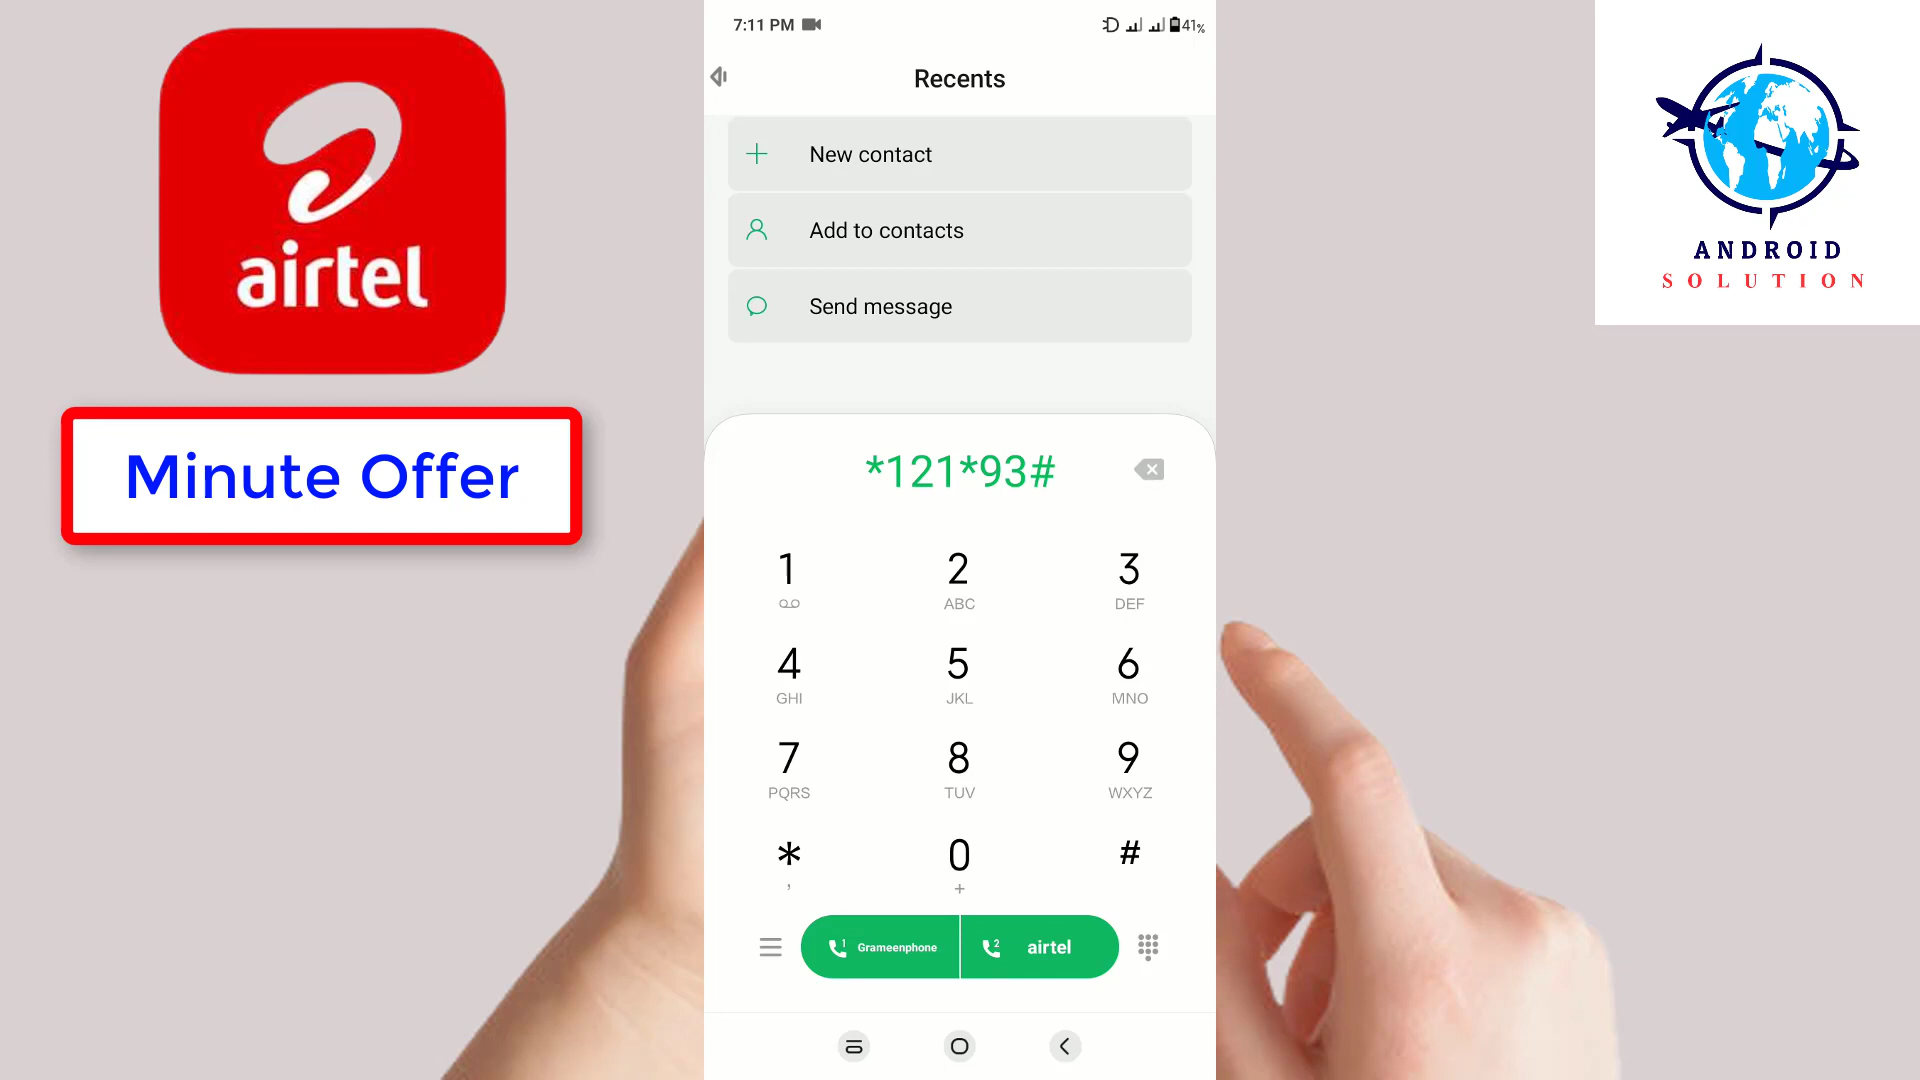 airtel
Minute Offer
7:11 PM
41%
Recents
New contact
Add to contacts
Send message
*121*93#
1
2
ABC
3
DEF
4
GHI
5
JKL
6
MNO
7
PQRS
8
TUV
9
WXYZ
*
,
0
+
#
1 Grameenphone
2 airtel
ANDROID
SOLUTION